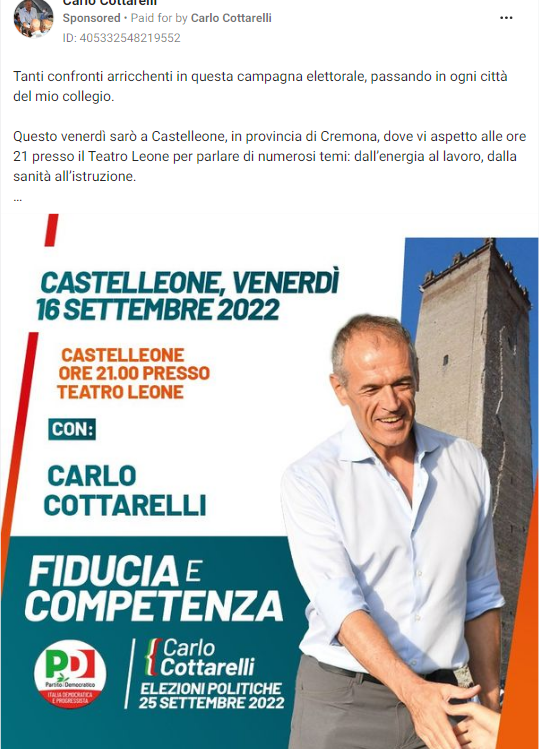 Carlo Cottarelli
Sponsored • Paid for by Carlo Cottarelli
ID: 405332548219552
Tanti confronti arricchenti in questa campagna elettorale, passando in ogni città
del mio collegio.
Questo venerdì sarò a Castelleone, in provincia di Cremona, dove vi aspetto alle ore
21 presso il Teatro Leone per parlare di numerosi temi: dall'energia al lavoro, dalla
sanità all'istruzione.
...
CASTELLEONE, VENERDÌ
16 SETTEMBRE 2022
CASTELLEONE
ORE 21.00 PRESSO
TEATRO LEONE
CON:
CARLO
COTTARELLI
FIDUCIA E
COMPETENZA
PD
Partito Democratico
ITALIA DEMOCRATICA
E PROGRESSISTA
Carlo
Cottarelli
ELEZIONI POLITICHE
25 SETTEMBRE 2022